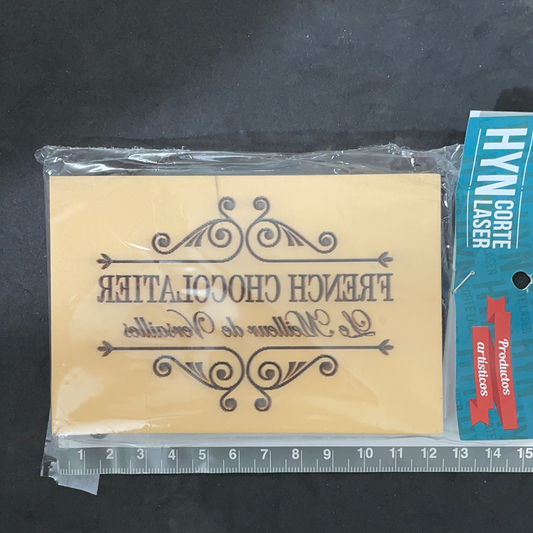 FRENCH CHOCOLATIER
Le Meilleur de Versailles
HYN CORTE
LASER
Productos
artísticos
1 2 3 4 5 6 7 8 9 10 11 12 13 14 15